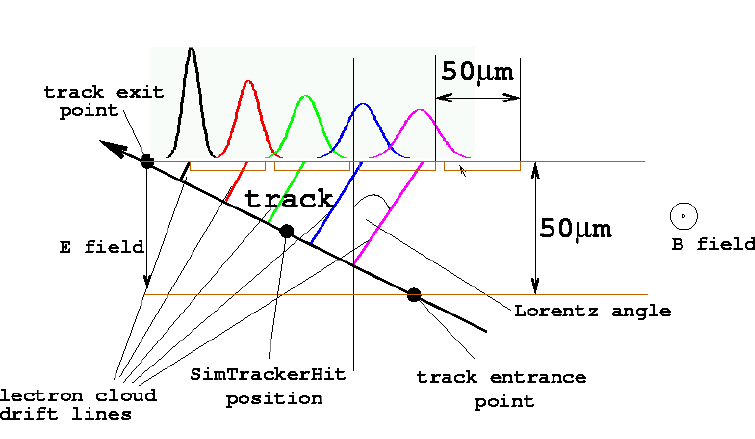 50μm
track exit
point
track
E field
50μm
B field
Lorentz angle
SimTrackerHit
position
track entrance
point
lectron cloud
drift lines